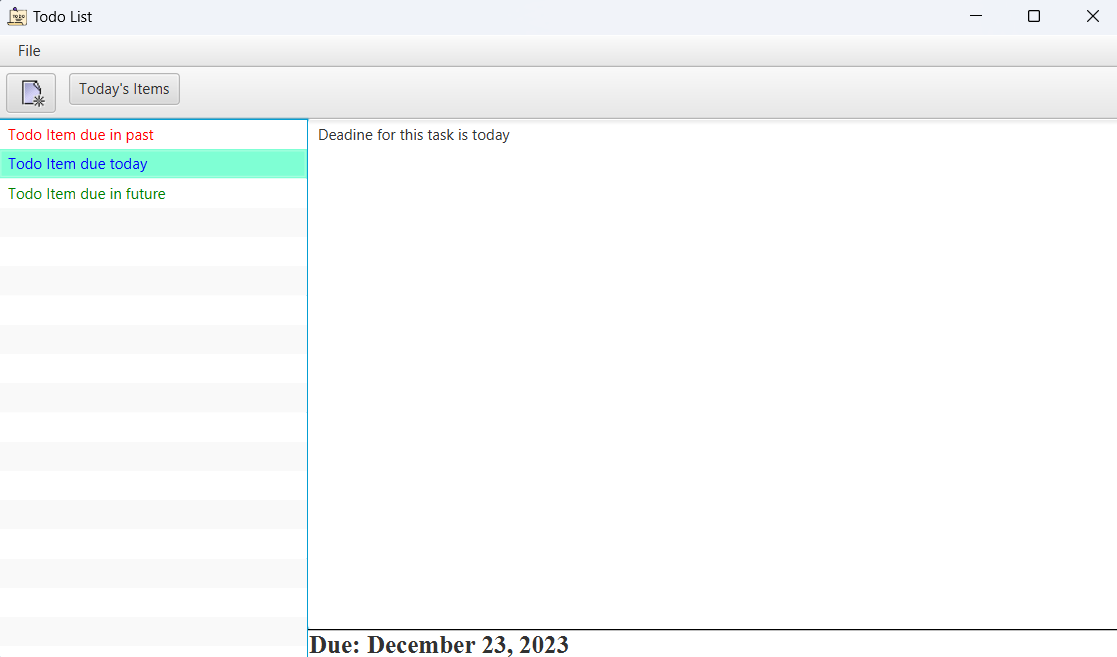 Todo List
File
Today's Items
Todo Item due in past
Todo Item due today
Todo Item due in future
Deadine for this task is today
Due: December 23, 2023